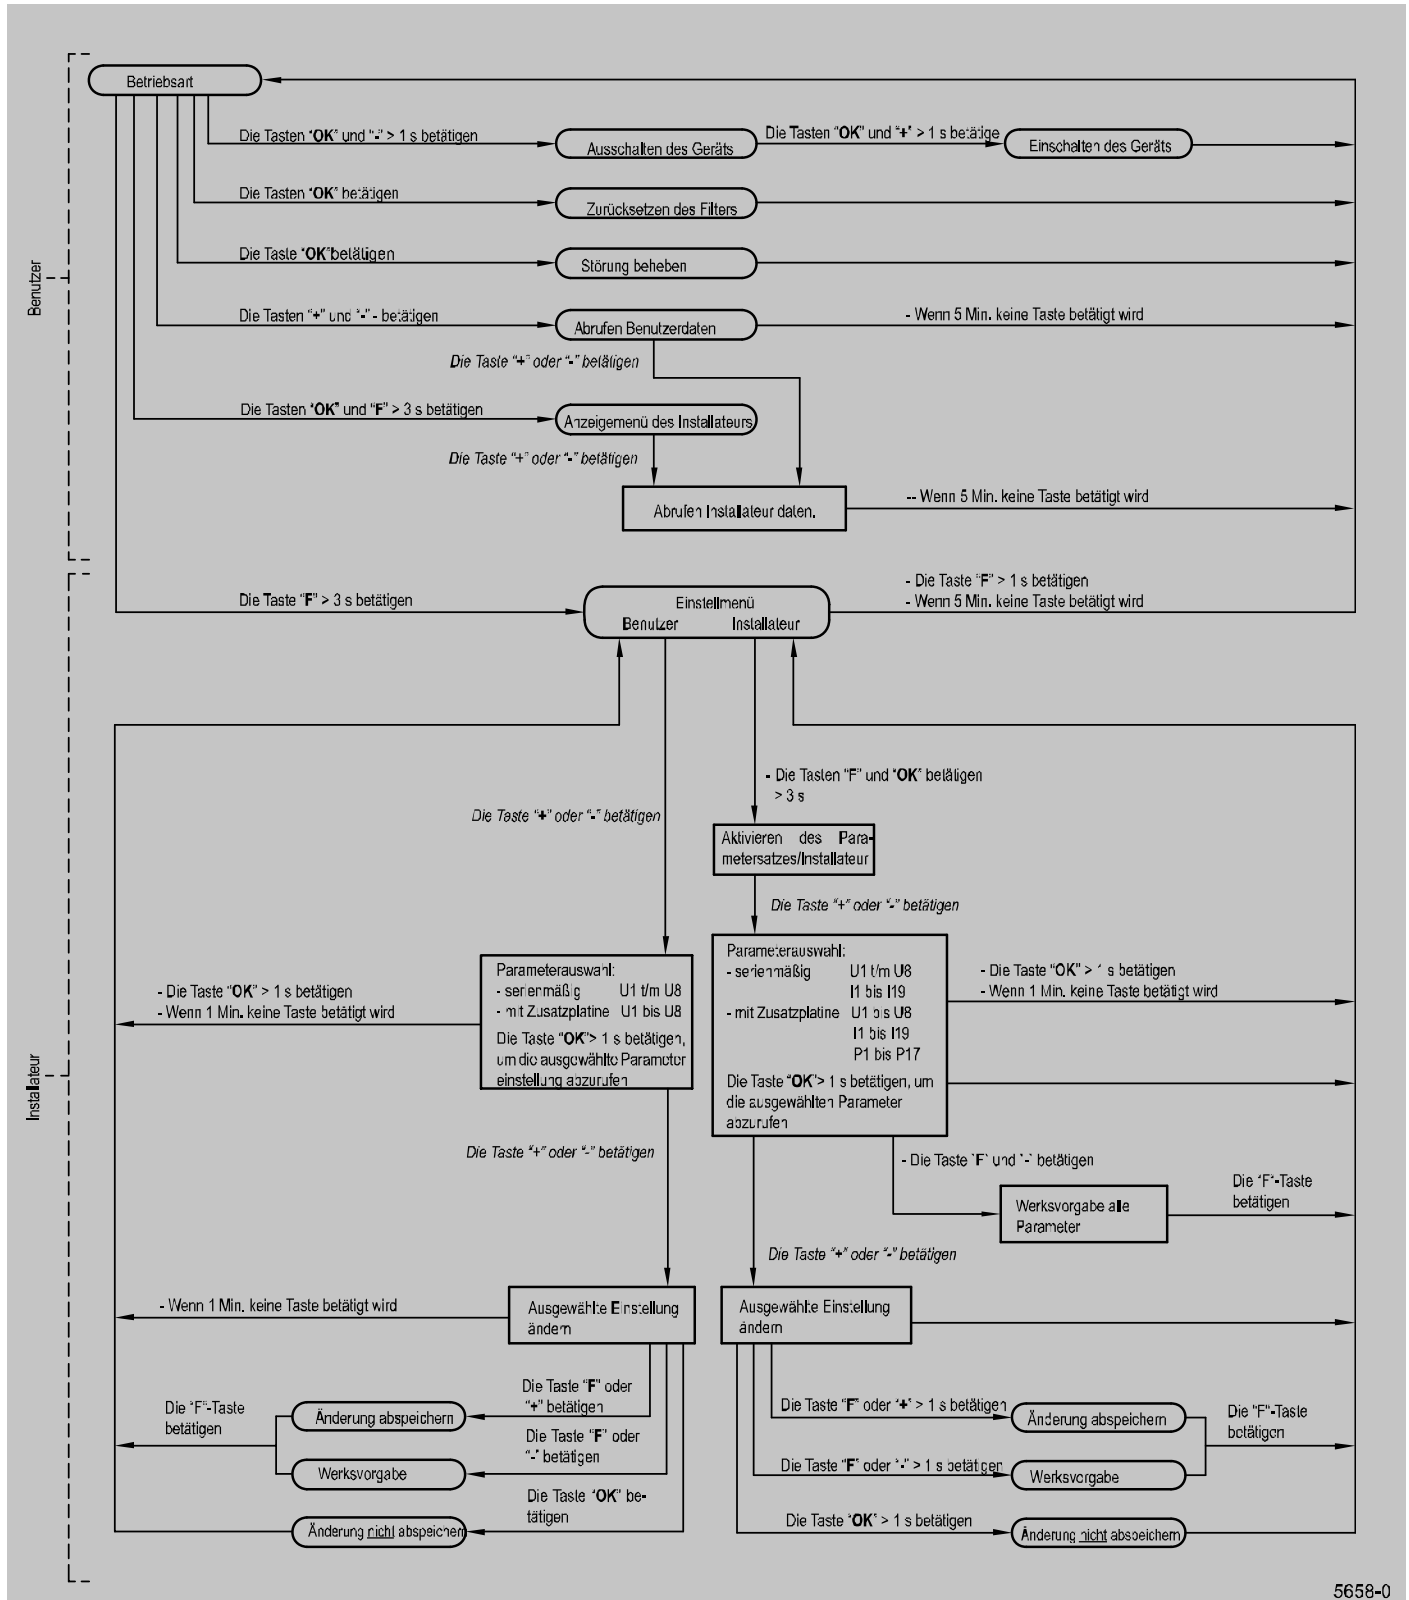 Betriebsart
Die Tasten "OK" und "-" > 1 s betätigen
Ausschalten des Geräts
Die Tasten "OK" und "+" > 1 s betätige
Einschalten des Geräts
Die Tasten "OK" betätigen
Zurücksetzen des Filters
Die Taste "OK" betätigen
Störung beheben
Die Tasten "+" und "-" - betätigen
Abrufen Benutzerdaten
- Wenn 5 Min. keine Taste betätigt wird
Die Taste "+" oder "-" betätigen
Die Tasten "OK" und "F" > 3 s betätigen
Anzeigemenü des Installateurs
Die Taste "+" oder "-" betätigen
Abrufen Installateur daten.
-- Wenn 5 Min. keine Taste betätigt wird
Benutzer
Die Taste "F" > 3 s betätigen
Einstellmenü
Benutzer Installateur
- Die Taste "F" > 1 s betätigen
- Wenn 5 Min. keine Taste betätigt wird
- Die Tasten "F" und "OK" betätigen
> 3 s
Die Taste "+" oder "-" betätigen
Aktivieren des Para-
metersatzes/Installateur
Die Taste "+" oder "-" betätigen
Parameterauswahl:
- serienmäßig U1 t/m U8
- mit Zusatzplatine U1 bis U8
Die Taste "OK"> 1 s betätigen,
um die ausgewählte Parameter
einstellung abzurufen
- Die Taste "OK" > 1 s betätigen
- Wenn 1 Min. keine Taste betätigt wird
Parameterauswahl:
- serienmäßig U1 t/m U8
I1 bis I19
- mit Zusatzplatine U1 bis U8
I1 bis I19
P1 bis P17
Die Taste "OK"> 1 s betätigen, um
die ausgewählten Parameter
abzurufen
- Die Taste "OK" > 1 s betätigen
- Wenn 1 Min. keine Taste betätigt wird
Installateur
Die Taste "+" oder "-" betätigen
- Die Taste "F" und "-" betätigen
Werksvorgabe alle
Parameter
Die "F"-Taste
betätigen
Die Taste "+" oder "-" betätigen
- Wenn 1 Min. keine Taste betätigt wird
Ausgewählte Einstellung
ändern
Ausgewählte Einstellung
ändern
Die Taste "F" oder
"+" betätigen
Änderung abspeichern
Die "F"-Taste
betätigen
Die Taste "F" oder
"-" betätigen
Werksvorgabe
Die Taste "OK" be-
tätigen
Änderung nicht abspeichern
Die Taste "F" oder "+" > 1 s betätigen
Änderung abspeichern
Die "F"-Taste
betätigen
Die Taste "F" oder "-" > 1 s betätigen
Werksvorgabe
Die Taste "OK" > 1 s betätigen
Änderung nicht abspeichern
5658-0